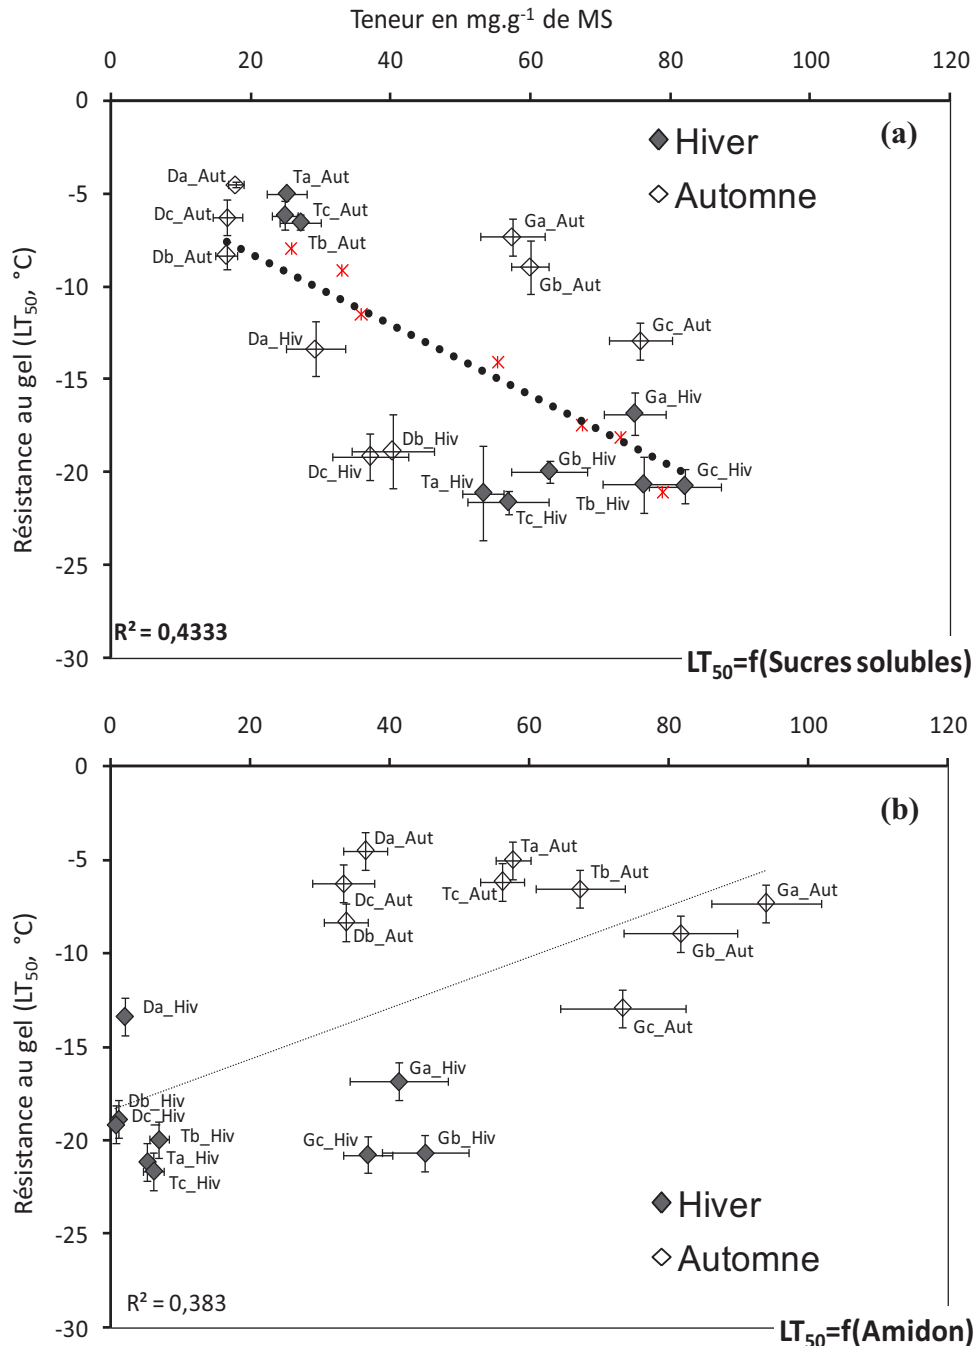 Teneur en mg.g⁻¹ de MS
0 20 40 60 80 100 120
0
-5
-10
-15
-20
-25
-30
Résistance au gel (LT₅₀, °C)
(a)
Hiver
Automne
Da_Aut
Ta_Aut
Dc_Aut
Tc_Aut
Ga_Aut
Db_Aut
Tb_Aut
Gb_Aut
Da_Hiv
Gc_Aut
Ga_Hiv
Db_Hiv
Dc_Hiv
Gb_Hiv
Gc_Hiv
Ta_Hiv
Tb_Hiv
Tc_Hiv
R² = 0,4333
LT₅₀=f(Sucres solubles)
0 20 40 60 80 100 120
0
-5
-10
-15
-20
-25
-30
Résistance au gel (LT₅₀, °C)
(b)
Da_Aut
Ta_Aut
Tb_Aut
Dc_Aut
Tc_Aut
Ga_Aut
Db_Aut
Gb_Aut
Gc_Aut
Da_Hiv
Ga_Hiv
Db_Hiv
Dc_Hiv
Tb_Hiv
Gc_Hiv
Gb_Hiv
Ta_Hiv
Tc_Hiv
Hiver
Automne
R² = 0,383
LT₅₀=f(Amidon)